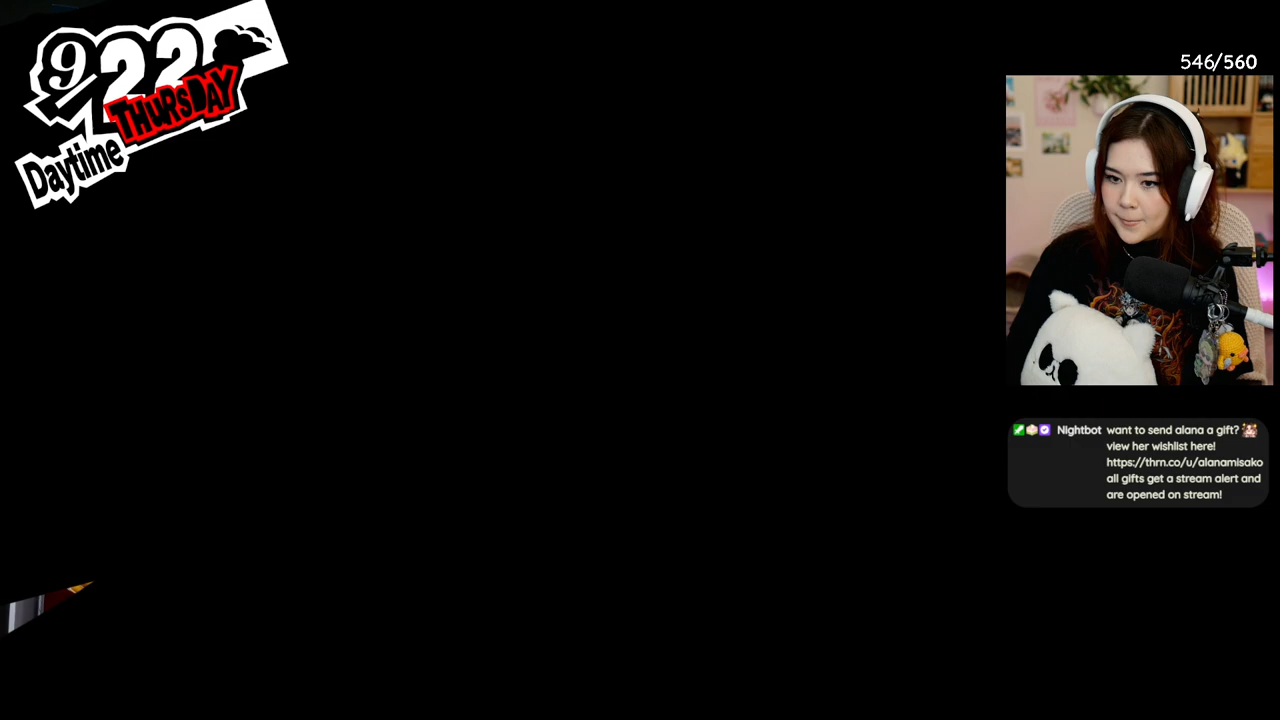 9/22
THURSDAY
Daytime
546/560
Nightbot want to send alana a gift?
view her wishlist here!
https://thrn.co/u/alanamisako
all gifts get a stream alert and
are opened on stream!